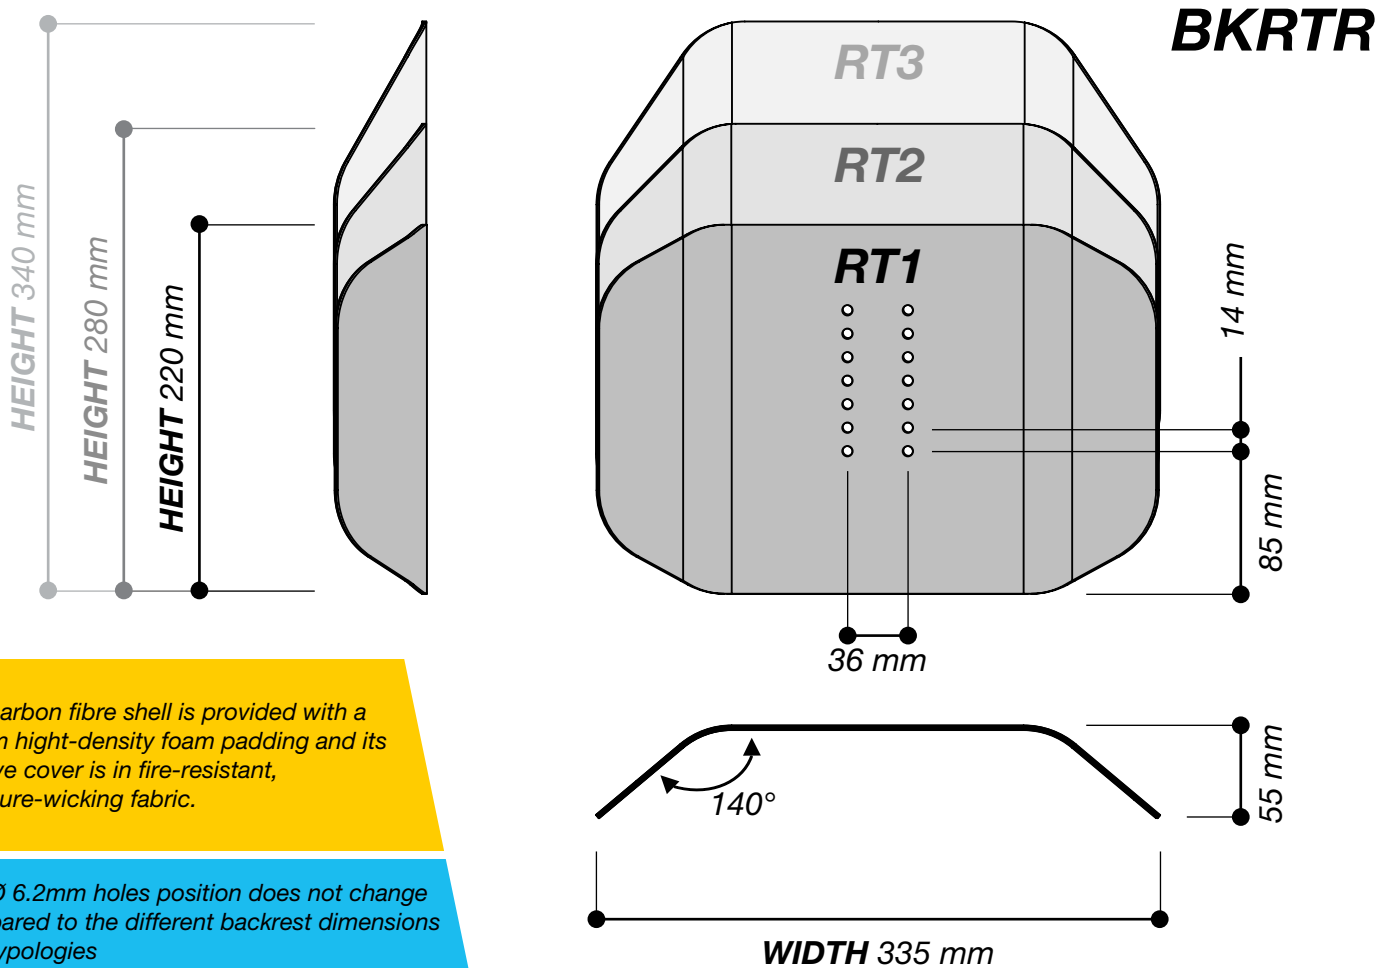 BKRTR
RT3
RT2
RT1
HEIGHT 340 mm
HEIGHT 280 mm
HEIGHT 220 mm
14 mm
85 mm
36 mm
arbon fibre shell is provided with a
hight-density foam padding and its
cover is in fire-resistant,
ure-wicking fabric.
140°
55 mm
Ø 6.2mm holes position does not change
ared to the different backrest dimensions
ypologies
WIDTH 335 mm